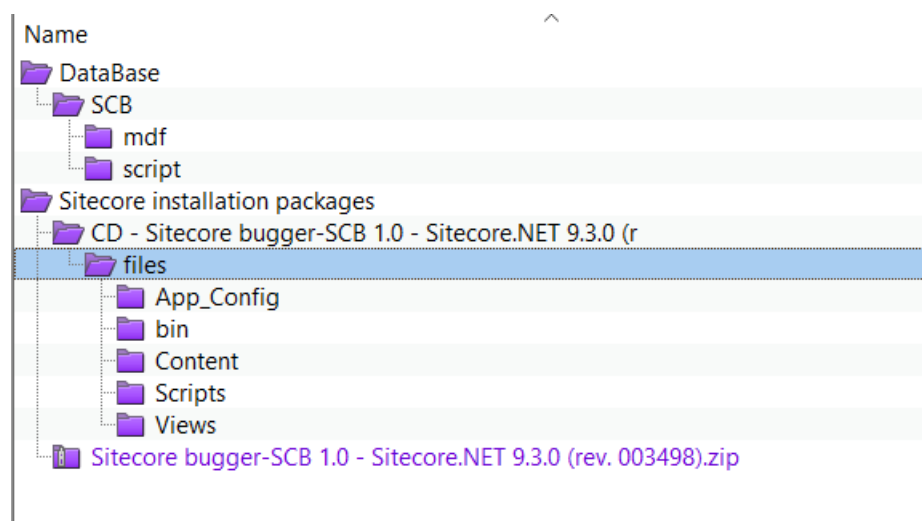 Name
DataBase
SCB
mdf
script
Sitecore installation packages
CD - Sitecore bugger-SCB 1.0 - Sitecore.NET 9.3.0 (r
files
App_Config
bin
Content
Scripts
Views
Sitecore bugger-SCB 1.0 - Sitecore.NET 9.3.0 (rev. 003498).zip